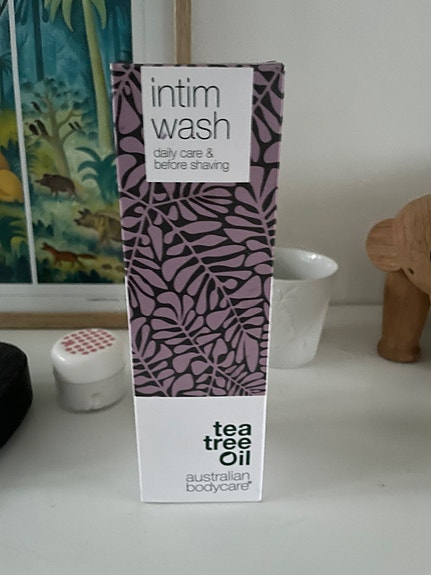 intim
wash
daily care &
before shaving
tea
tree
Oil
australian
bodycare®